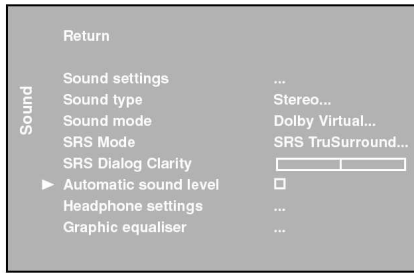 Return
Sound
Sound settings ...
Sound type Stereo...
Sound mode Dolby Virtual...
SRS Mode SRS TruSurround...
SRS Dialog Clarity
Automatic sound level
Headphone settings ...
Graphic equaliser ...